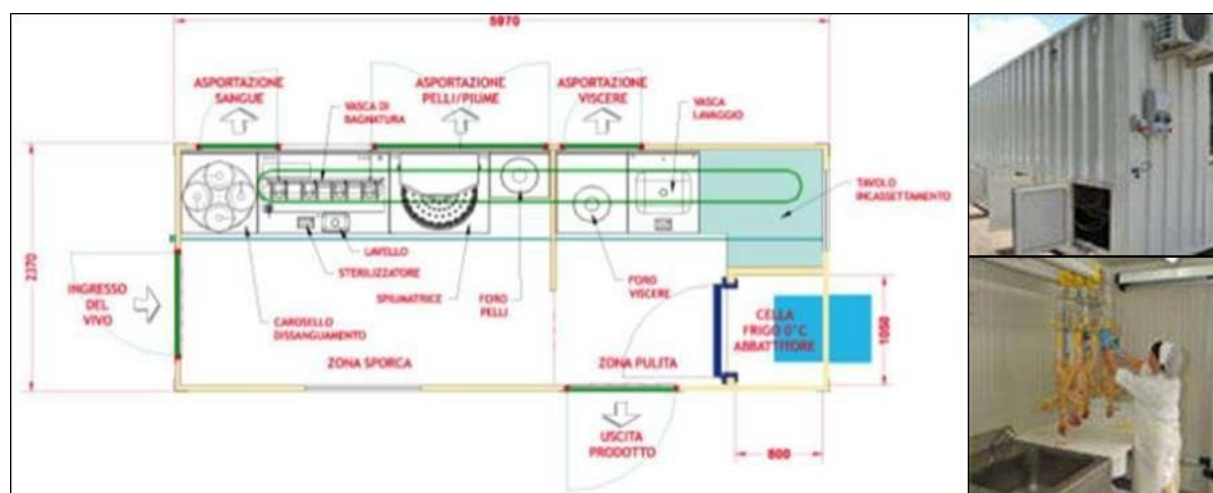 5970
ASPORTAZIONE
SANGUE
VASCA DI
BAGNATURA
ASPORTAZIONE
PELLI/PIUME
ASPORTAZIONE
VISCERE
VASCA
LAVAGGIO
TAVOLO
INCASSETTAMENTO
2370
INGRESSO
DEL
VIVO
LAVELLO
STERILIZZATORE
SPIUMATRICE
CAROSELLO
DISSANGUAMENTO
FORO
PELLI
FORO
VISCERE
CELLA
FRIGO 0°C
ABBATTITORE
1050
ZONA SPORCA
ZONA PULITA
USCITA
PRODOTTO
800